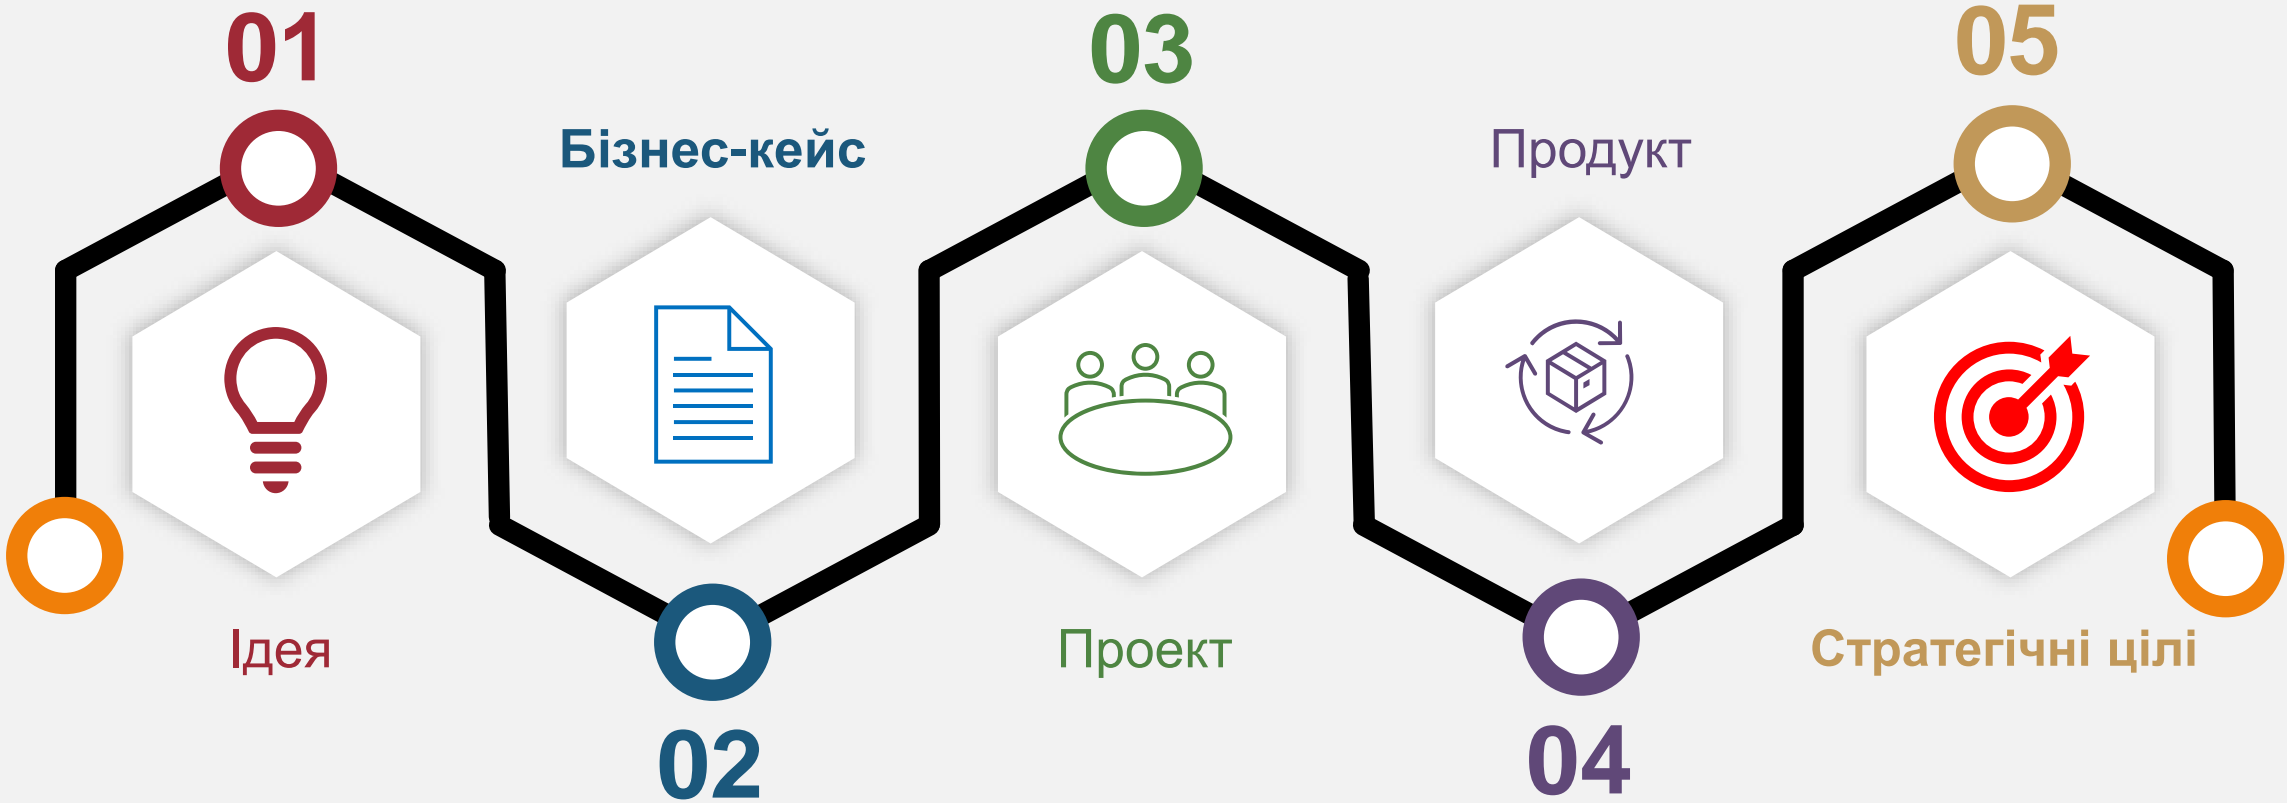 01
Ідея
Бізнес-кейс
02
03
Проект
Продукт
04
05
Стратегічні цілі